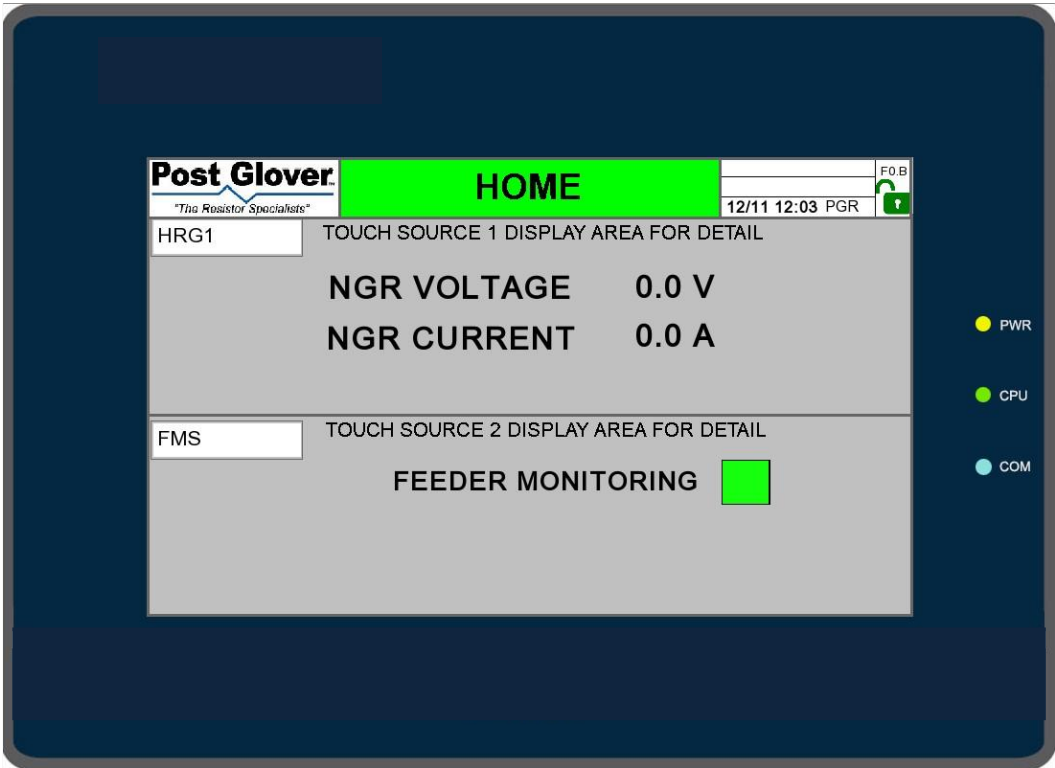 Post Glover™
"The Resistor Specialists"
HOME
F0.B
12/11 12:03 PGR
HRG1
TOUCH SOURCE 1 DISPLAY AREA FOR DETAIL
NGR VOLTAGE 0.0 V
NGR CURRENT 0.0 A
PWR
CPU
FMS
TOUCH SOURCE 2 DISPLAY AREA FOR DETAIL
COM
FEEDER MONITORING